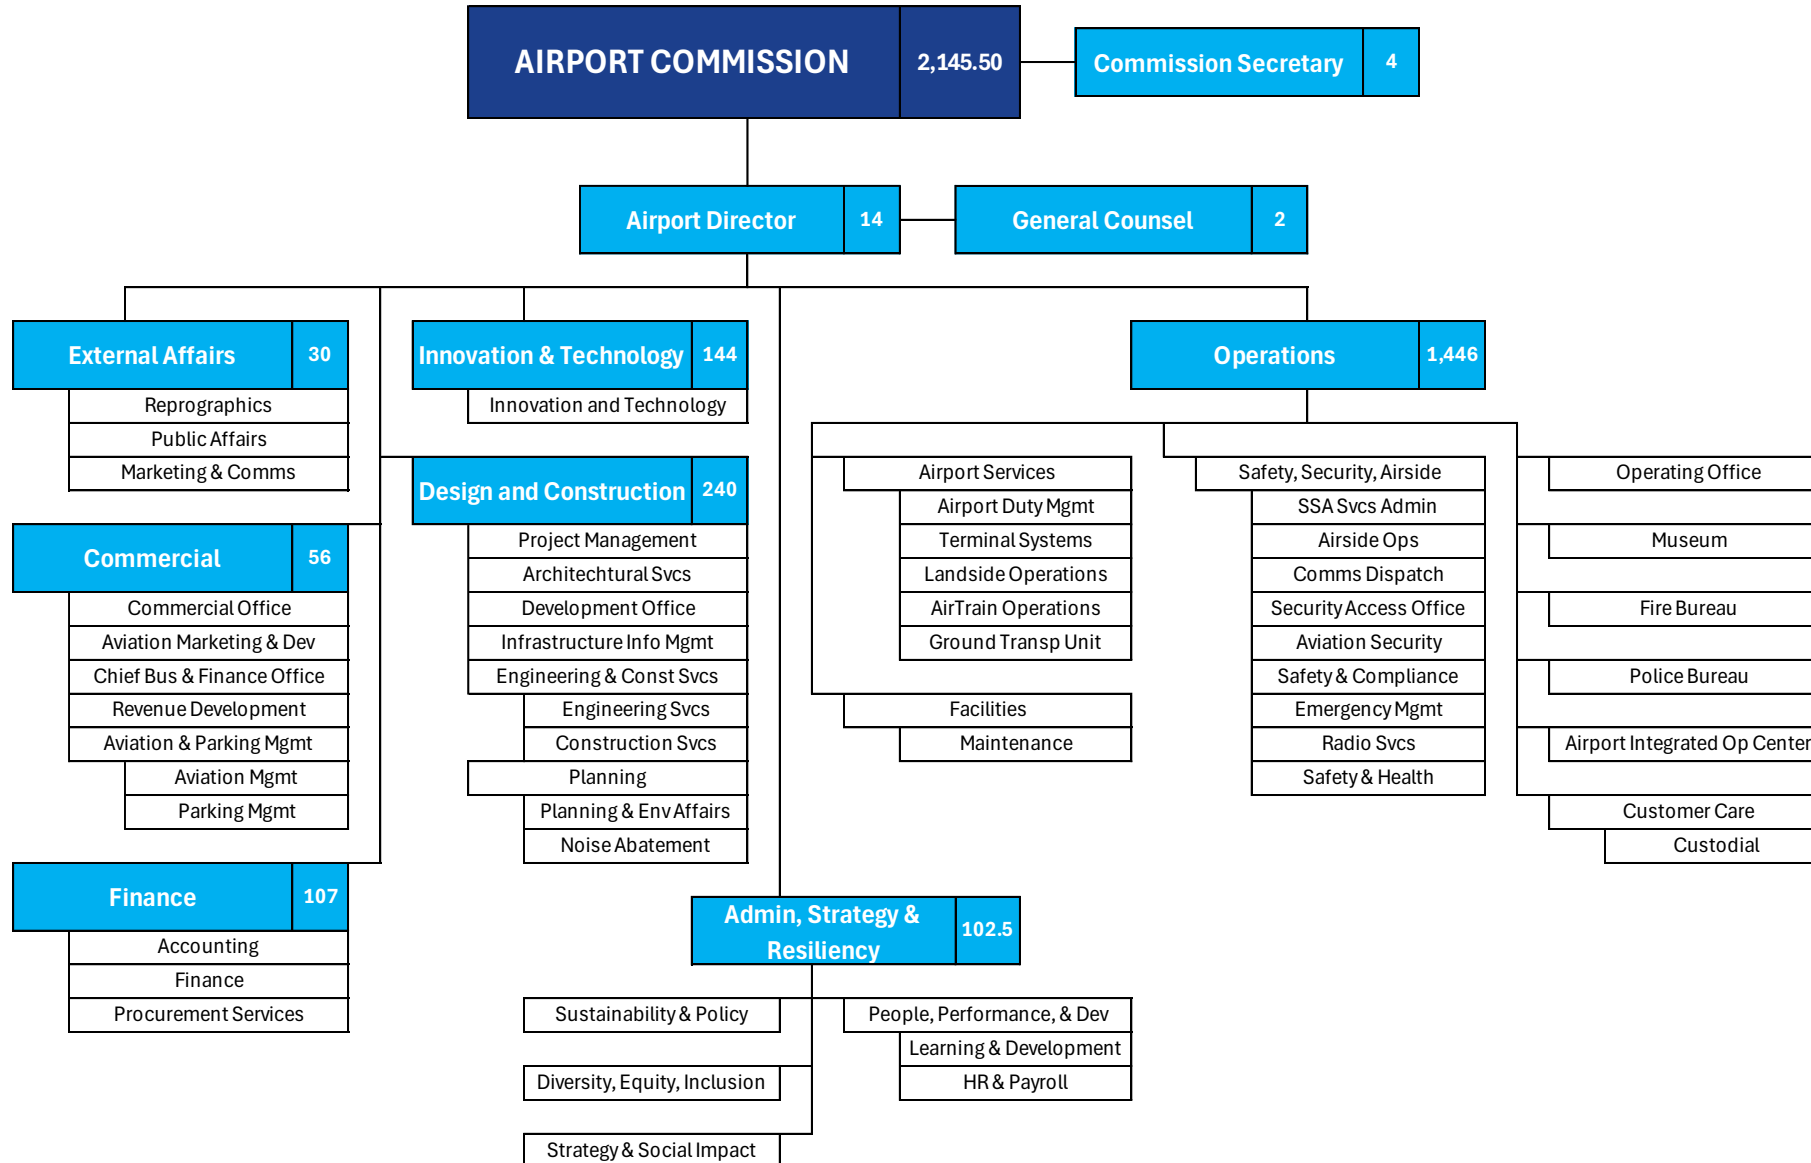 AIRPORT COMMISSION 2,145.50
Commission Secretary 4
Airport Director 14
General Counsel 2
External Affairs 30
Reprographics
Public Affairs
Marketing & Comms
Commercial 56
Commercial Office
Aviation Marketing & Dev
Chief Bus & Finance Office
Revenue Development
Aviation & Parking Mgmt
Aviation Mgmt
Parking Mgmt
Finance 107
Accounting
Finance
Procurement Services
Innovation & Technology 144
Innovation and Technology
Design and Construction 240
Project Management
Architechtural Svcs
Development Office
Infrastructure Info Mgmt
Engineering & Const Svcs
Engineering Svcs
Construction Svcs
Planning
Planning & Env Affairs
Noise Abatement
Admin, Strategy &
Resiliency 102.5
Sustainability & Policy
Diversity, Equity, Inclusion
Strategy & Social Impact
People, Performance, & Dev
Learning & Development
HR & Payroll
Operations 1,446
Airport Services
Airport Duty Mgmt
Terminal Systems
Landside Operations
AirTrain Operations
Ground Transp Unit
Facilities
Maintenance
Safety, Security, Airside
SSA Svcs Admin
Airside Ops
Comms Dispatch
Security Access Office
Aviation Security
Safety & Compliance
Emergency Mgmt
Radio Svcs
Safety & Health
Operating Office
Museum
Fire Bureau
Police Bureau
Airport Integrated Op Center
Customer Care
Custodial